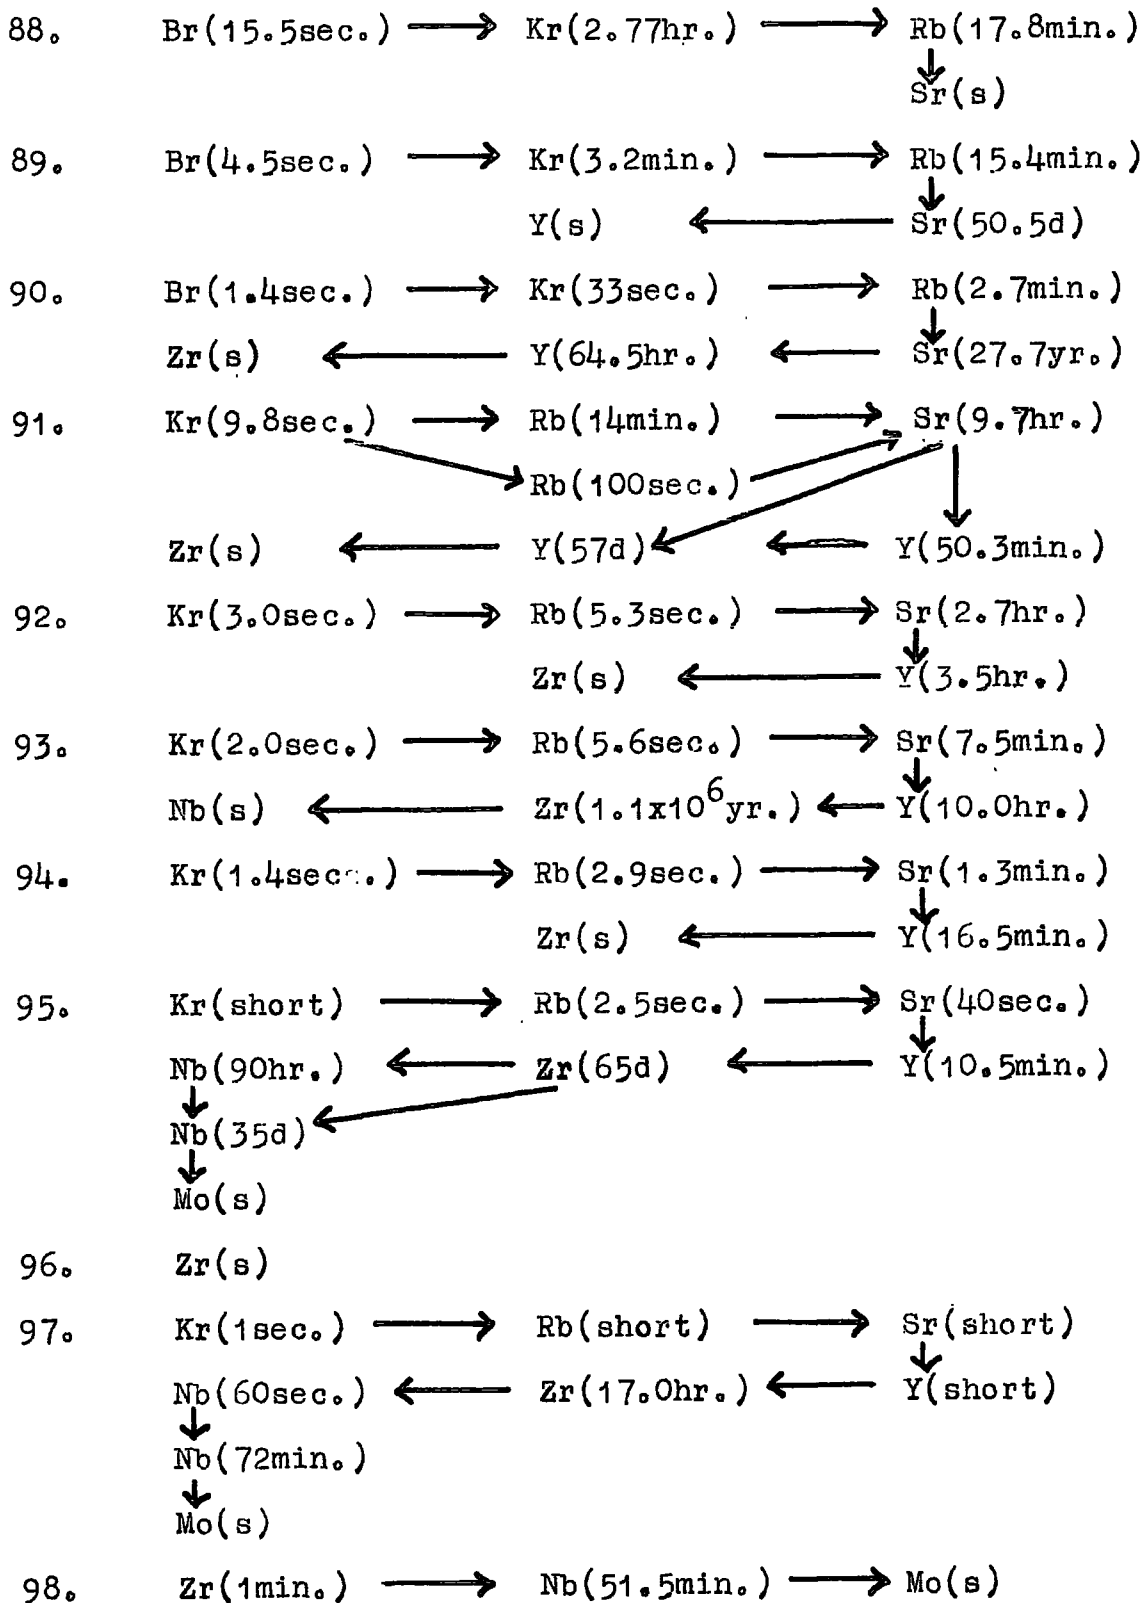 88. Br(15.5sec.) ⟶ Kr(2.77hr.) ⟶ Rb(17.8min.)
Sr(s)
89. Br(4.5sec.) ⟶ Kr(3.2min.) ⟶ Rb(15.4min.)
Y(s) ⟵ Sr(50.5d)
90. Br(1.4sec.) ⟶ Kr(33sec.) ⟶ Rb(2.7min.)
Zr(s) ⟵ Y(64.5hr.) ⟵ Sr(27.7yr.)
91. Kr(9.8sec.) ⟶ Rb(14min.) ⟶ Sr(9.7hr.)
Rb(100sec.)
Zr(s) ⟵ Y(57d) ⟵ Y(50.3min.)
92. Kr(3.0sec.) ⟶ Rb(5.3sec.) ⟶ Sr(2.7hr.)
Zr(s) ⟵ Y(3.5hr.)
93. Kr(2.0sec.) ⟶ Rb(5.6sec.) ⟶ Sr(7.5min.)
Nb(s) ⟵ Zr(1.1x10⁶yr.) ⟵ Y(10.0hr.)
94. Kr(1.4sec.) ⟶ Rb(2.9sec.) ⟶ Sr(1.3min.)
Zr(s) ⟵ Y(16.5min.)
95. Kr(short) ⟶ Rb(2.5sec.) ⟶ Sr(40sec.)
Nb(90hr.) ⟵ Zr(65d) ⟵ Y(10.5min.)
Nb(35d)
Mo(s)
96. Zr(s)
97. Kr(1sec.) ⟶ Rb(short) ⟶ Sr(short)
Nb(60sec.) ⟵ Zr(17.0hr.) ⟵ Y(short)
Nb(72min.)
Mo(s)
98. Zr(1min.) ⟶ Nb(51.5min.) ⟶ Mo(s)